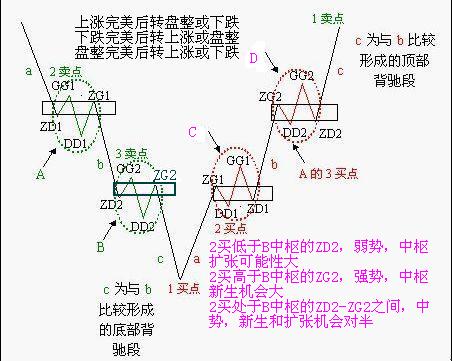 上涨完美后转盘整或下跌
下跌完美后转上涨或盘整
盘整完美后转上涨或下跌
1卖点
c 为与 b 比较
形成的顶部
背驰段
a
2卖点
GG1
ZG1
ZD1
DD1
A
b
3卖点
GG2
ZG2
ZD2
DD2
B
c
1买点
c 为与 b
比较形成
的底部背
驰段
a
C
GG1
ZG1
DD1
ZD1
2买点
b
D
GG2
ZG2
DD2
ZD2
c
A的3买点
2买低于B中枢的ZD2，弱势，中枢
扩张可能性大
2买高于B中枢的ZG2，强势，中枢
新生机会大
2买处于B中枢的ZD2-ZG2之间，中
势，新生和扩张机会对半